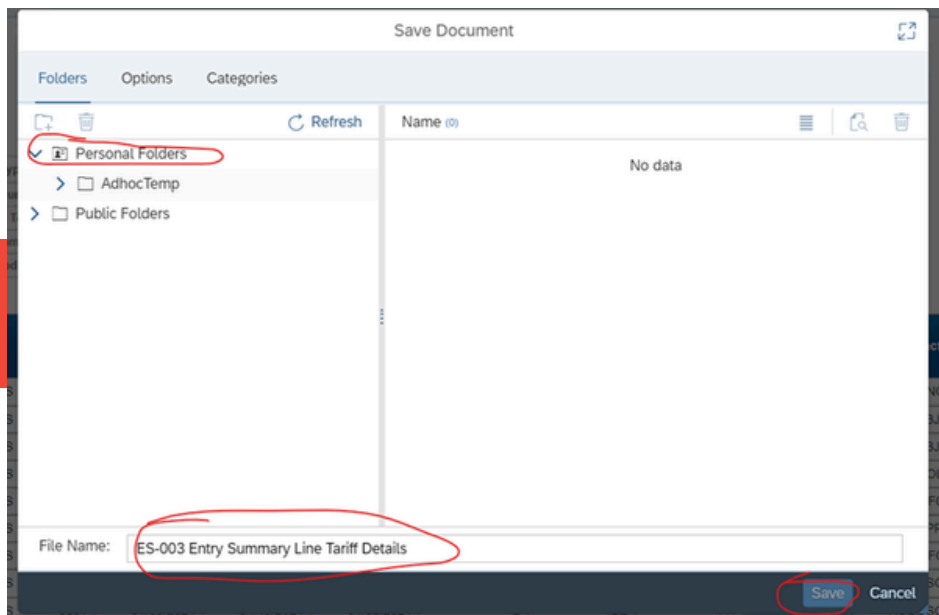 Save Document
Folders Options Categories
Refresh
Name (0)
Personal Folders
No data
AdhocTemp
Public Folders
File Name: ES-003 Entry Summary Line Tariff Details
Save Cancel